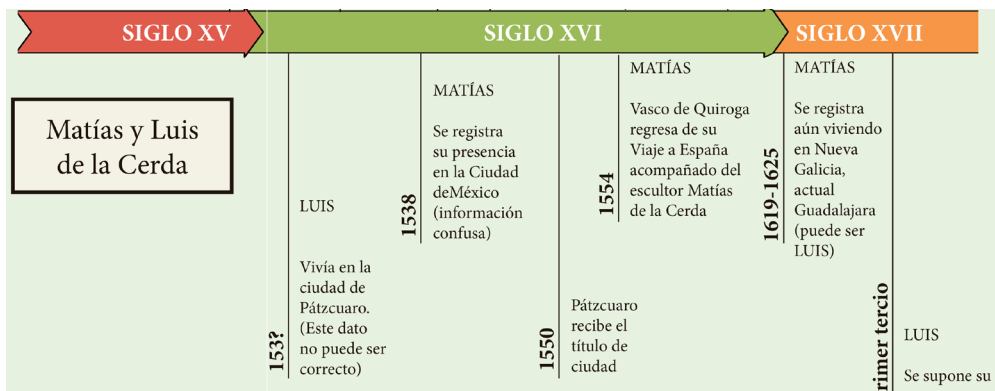 SIGLO XV
SIGLO XVI
SIGLO XVII
Matías y Luis
de la Cerda
153?
LUIS
Vivía en la
ciudad de
Pátzcuaro.
(Este dato
no puede ser
correcto)
1538
MATÍAS
Se registra
su presencia
en la Ciudad
deMéxico
(información
confusa)
1550
Pátzcuaro
recibe el
título de
ciudad
1554
MATÍAS
Vasco de Quiroga
regresa de su
Viaje a España
acompañado del
escultor Matías
de la Cerda
1619-1625
MATÍAS
Se registra
aún viviendo
en Nueva
Galicia,
actual
Guadalajara
(puede ser
LUIS)
rimer tercio
LUIS
Se supone su